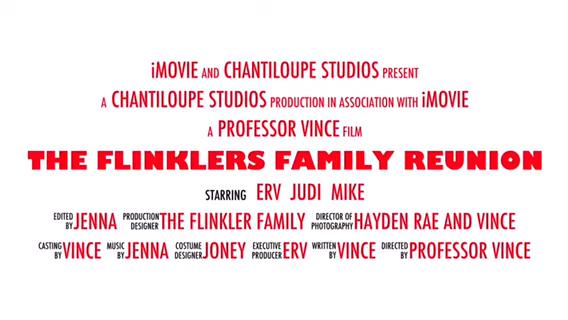 iMOVIE AND CHANTILOUPE STUDIOS PRESENT
A CHANTILOUPE STUDIOS PRODUCTION IN ASSOCIATION WITH iMOVIE
A PROFESSOR VINCE FILM
THE FLINKLERS FAMILY REUNION
STARRING ERV JUDI MIKE
EDITED BY JENNA PRODUCTION DESIGNER THE FLINKLER FAMILY DIRECTOR OF PHOTOGRAPHY HAYDEN RAE AND VINCE
CASTING BY VINCE MUSIC BY JENNA COSTUME DESIGNER JONEY EXECUTIVE PRODUCER ERV WRITTEN BY VINCE DIRECTED BY PROFESSOR VINCE